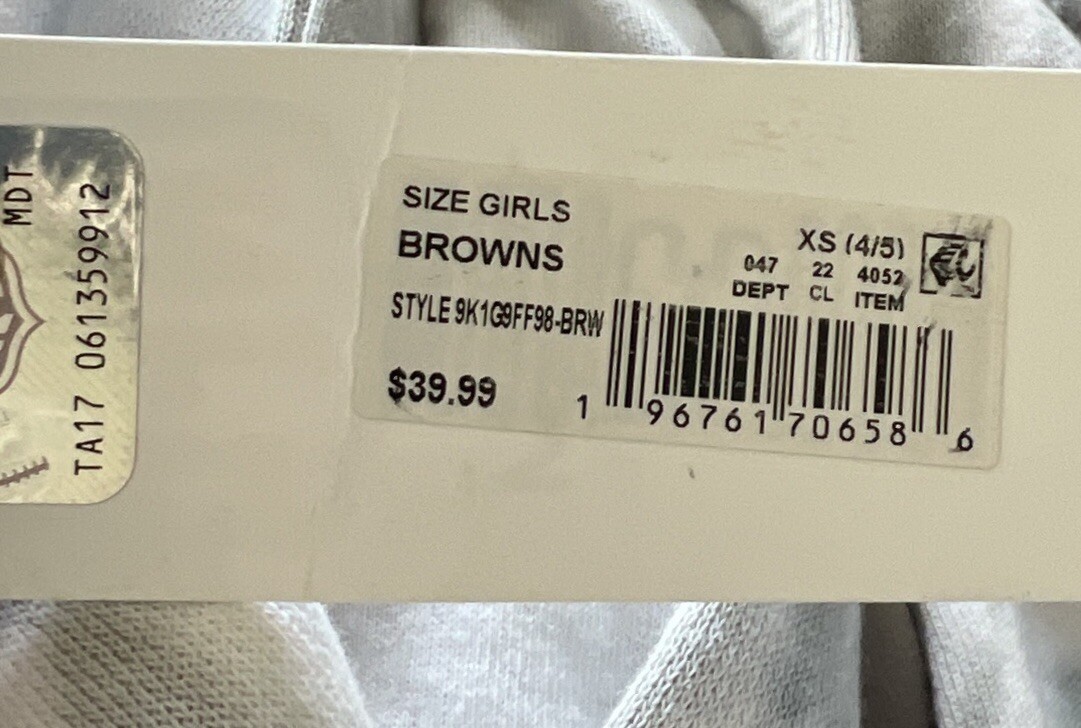 MDT
TA17 061359912
SIZE GIRLS
XS (4/5)
BROWNS
047 22 4052
DEPT CL ITEM
STYLE 9K1G9FF98-BRW
$39.99
1 96761 70658 6